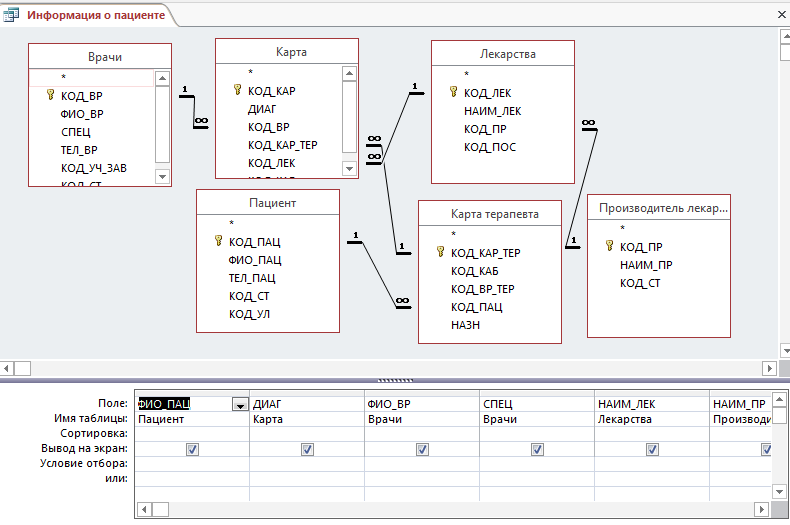 Информация о пациенте
Врачи
*
КОД_ВР
ФИО_ВР
СПЕЦ
ТЕЛ_ВР
КОД_УЧ_ЗАВ
КОД_СТ
1
∞
Карта
*
КОД_КАР
ДИАГ
КОД_ВР
КОД_КАР_ТЕР
КОД_ЛЕК
∞
∞
1
Лекарства
*
КОД_ЛЕК
НАИМ_ЛЕК
КОД_ПР
КОД_ПОС
∞
1
Пациент
*
КОД_ПАЦ
ФИО_ПАЦ
ТЕЛ_ПАЦ
КОД_СТ
КОД_УЛ
1
∞
1
Карта терапевта
*
КОД_КАР_ТЕР
КОД_КАБ
КОД_ВР_ТЕР
КОД_ПАЦ
НАЗН
Производитель лекар...
*
КОД_ПР
НАИМ_ПР
КОД_СТ
Поле: ФИО_ПАЦ ДИАГ ФИО_ВР СПЕЦ НАИМ_ЛЕК НАИМ_ПР
Имя таблицы: Пациент Карта Врачи Врачи Лекарства Производи
Сортировка:
Вывод на экран:
Условие отбора:
или: